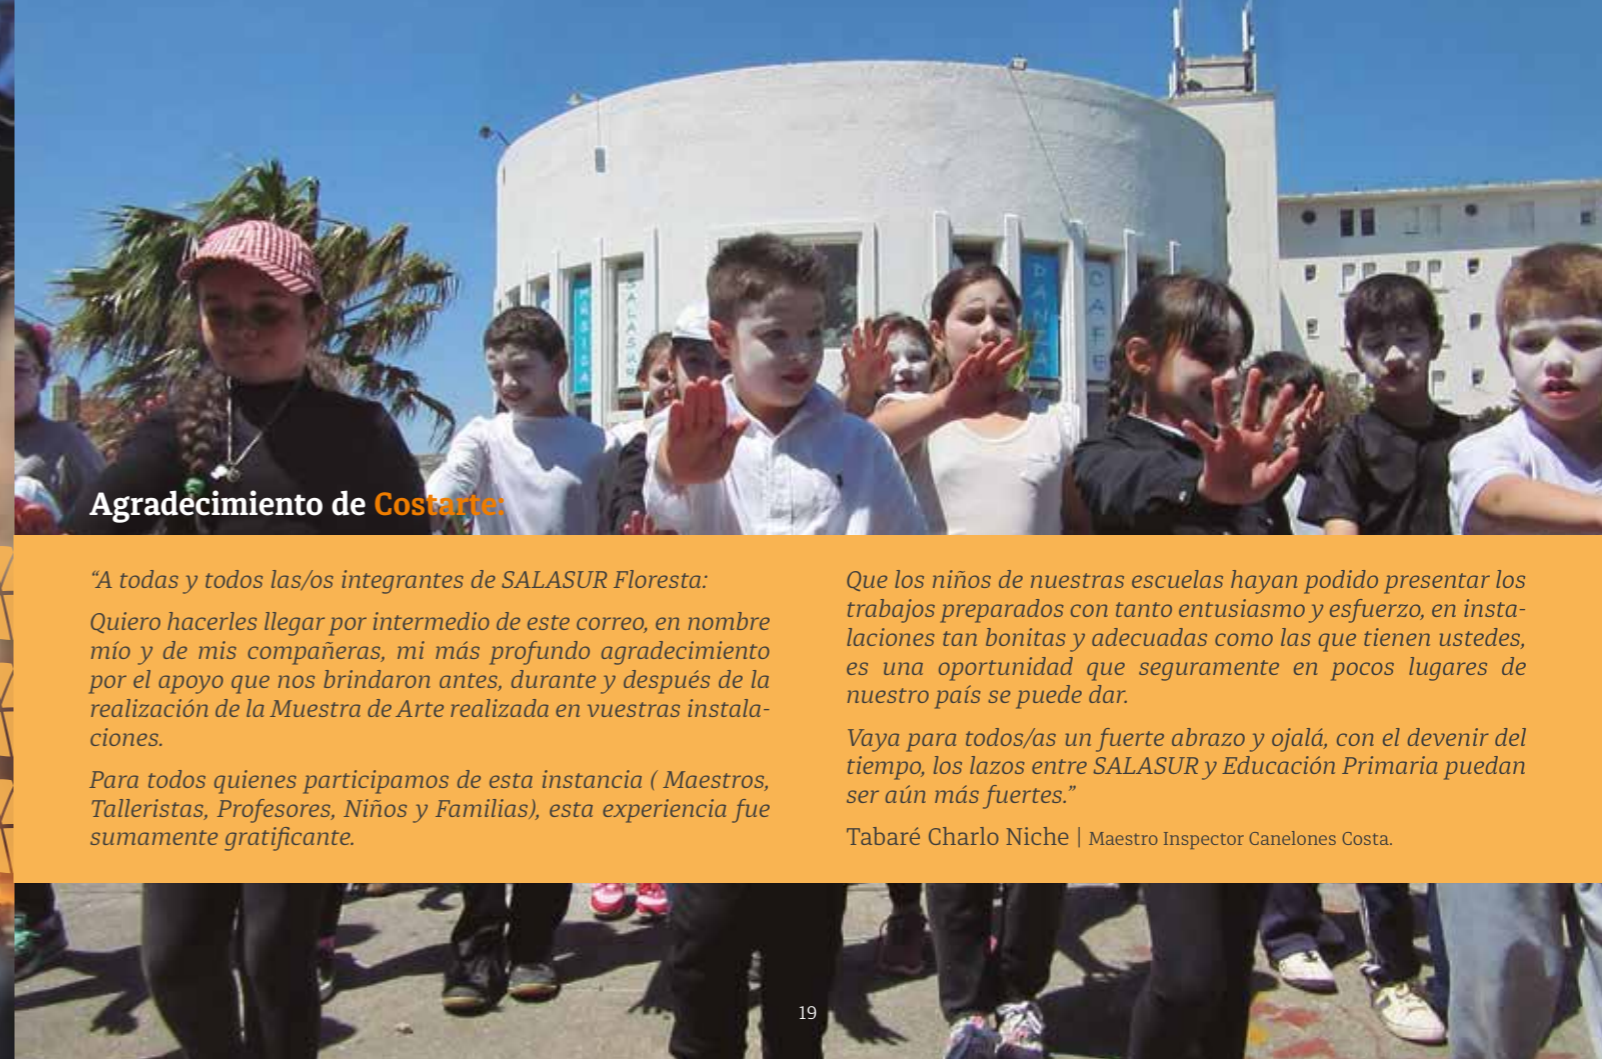 MUSICA
SALASUR
DANZA
CAFE
Agradecimiento de Costarte:
“A todas y todos las/os integrantes de SALASUR Floresta:
Quiero hacerles llegar por intermedio de este correo, en nombre
mío y de mis compañeras, mi más profundo agradecimiento
por el apoyo que nos brindaron antes, durante y después de la
realización de la Muestra de Arte realizada en vuestras instala-
ciones.
Para todos quienes participamos de esta instancia ( Maestros,
Talleristas, Profesores, Niños y Familias), esta experiencia fue
sumamente gratificante.
Que los niños de nuestras escuelas hayan podido presentar los
trabajos preparados con tanto entusiasmo y esfuerzo, en insta-
laciones tan bonitas y adecuadas como las que tienen ustedes,
es una oportunidad que seguramente en pocos lugares de
nuestro país se puede dar.
Vaya para todos/as un fuerte abrazo y ojalá, con el devenir del
tiempo, los lazos entre SALASUR y Educación Primaria puedan
ser aún más fuertes.”
Tabaré Charlo Niche | Maestro Inspector Canelones Costa.
19